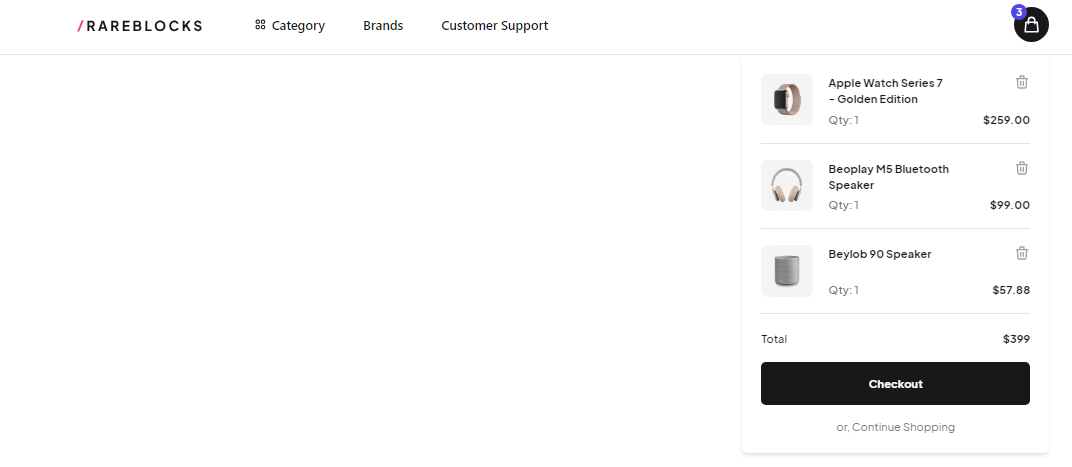 /RAREBLOCKS
Category
Brands
Customer Support
3
Apple Watch Series 7
– Golden Edition
Qty: 1
$259.00
Beoplay M5 Bluetooth
Speaker
Qty: 1
$99.00
Beylob 90 Speaker
Qty: 1
$57.88
Total
$399
Checkout
or, Continue Shopping